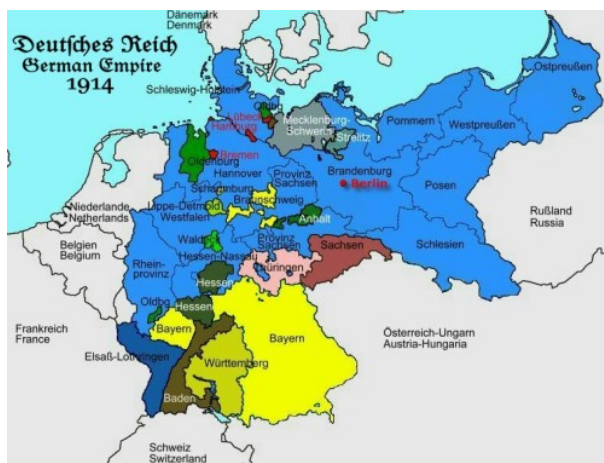 Dänemark
Denmark
Deutsches Reich
German Empire
1914
Ostpreußen
Schleswig-Holstein
Oldbg
Lübeck
Hamburg
Mecklenburg-
Schwerin
Strelitz
Pommern
Westpreußen
Bremen
Oldenburg
Hannover
Provinz
Sachsen
Brandenburg
Berlin
Posen
Schaumburg
Braunschweig
Niederlande
Netherlands
Lippe-Detmold
Westfalen
Anhalt
Rußland
Russia
Belgien
Belgium
Waldeck
Provinz
Sachsen
Sachsen
Schlesien
Hessen-Nassau
Rhein-
provinz
Thüringen
Hessen
Oldbg
Hessen
Frankreich
France
Bayern
Bayern
Österreich-Ungarn
Austria-Hungaria
Elsaß-Lothringen
Württemberg
Baden
Schweiz
Switzerland